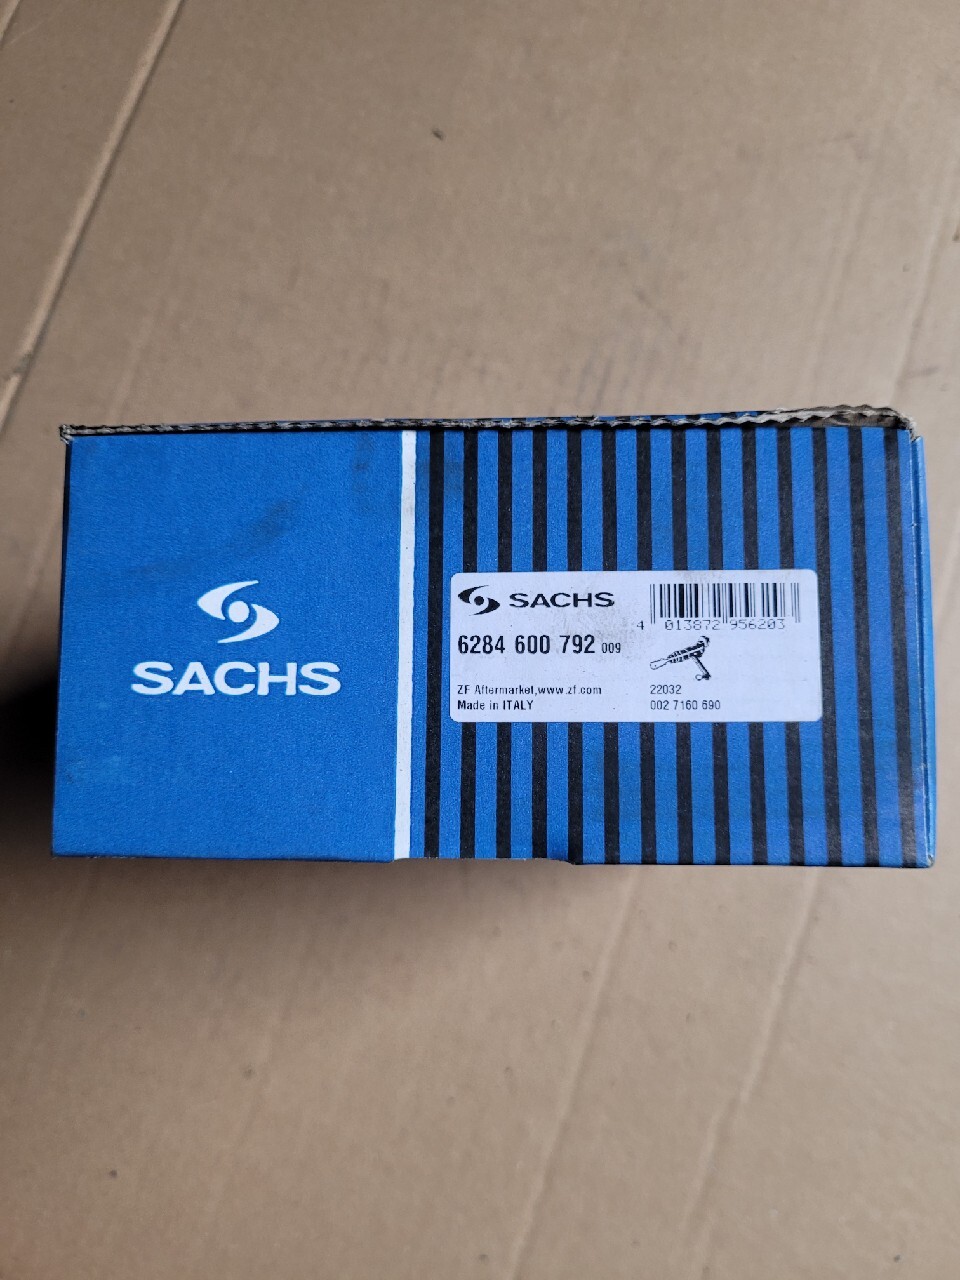 SACHS
SACHS
4 013872 956203
6284 600 792 009
ZF Aftermarket,www.zf.com
Made in ITALY
22032
002 7160 690